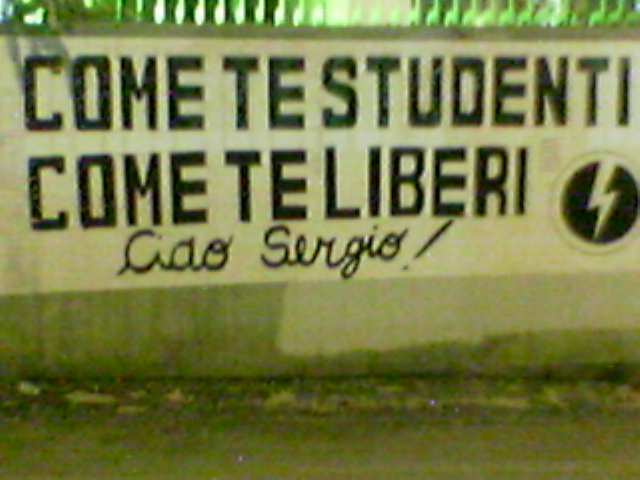 COME TE STUDENTI
COME TE LIBERI
Ciao Sergio!